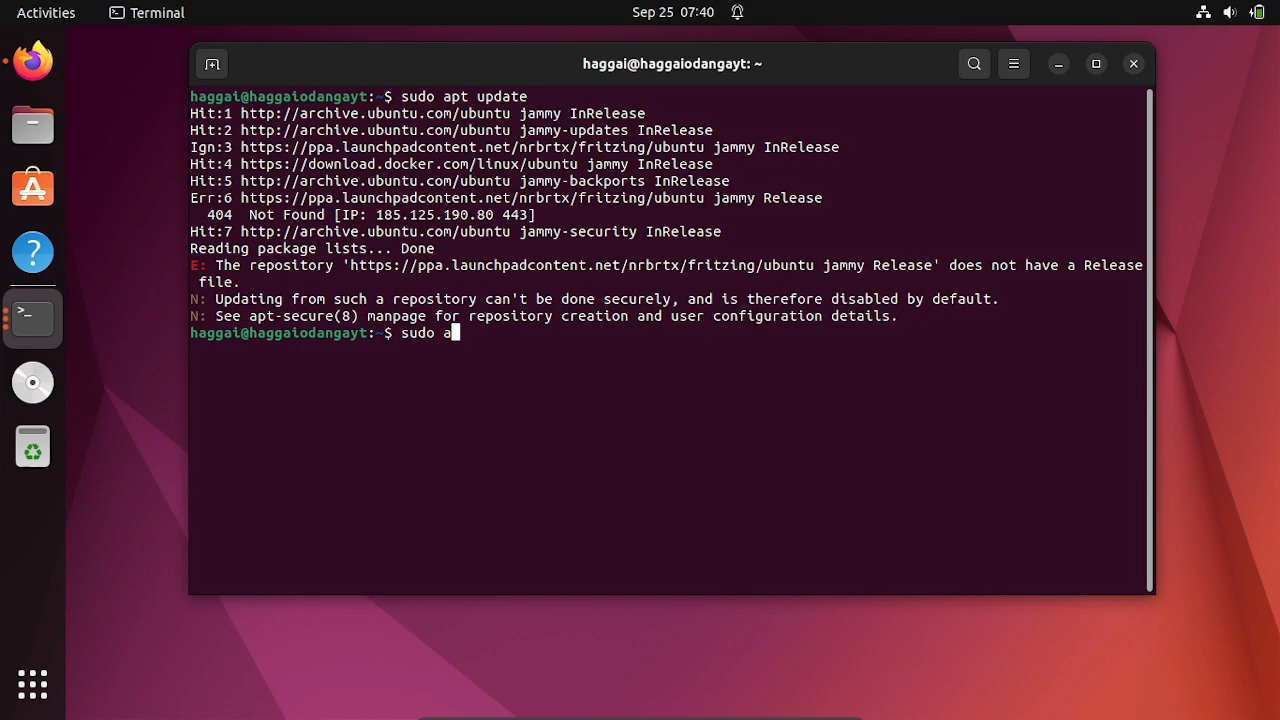 Activities Terminal Sep 25 07:40
haggai@haggaiodangayt: ~
haggai@haggaiodangayt:~$ sudo apt update
Hit:1 http://archive.ubuntu.com/ubuntu jammy InRelease
Hit:2 http://archive.ubuntu.com/ubuntu jammy-updates InRelease
Ign:3 https://ppa.launchpadcontent.net/nrbrtx/fritzing/ubuntu jammy InRelease
Hit:4 https://download.docker.com/linux/ubuntu jammy InRelease
Hit:5 http://archive.ubuntu.com/ubuntu jammy-backports InRelease
Err:6 https://ppa.launchpadcontent.net/nrbrtx/fritzing/ubuntu jammy Release
  404  Not Found [IP: 185.125.190.80 443]
Hit:7 http://archive.ubuntu.com/ubuntu jammy-security InRelease
Reading package lists... Done
E: The repository 'https://ppa.launchpadcontent.net/nrbrtx/fritzing/ubuntu jammy Release' does not have a Release
 file.
N: Updating from such a repository can't be done securely, and is therefore disabled by default.
N: See apt-secure(8) manpage for repository creation and user configuration details.
haggai@haggaiodangayt:~$ sudo a